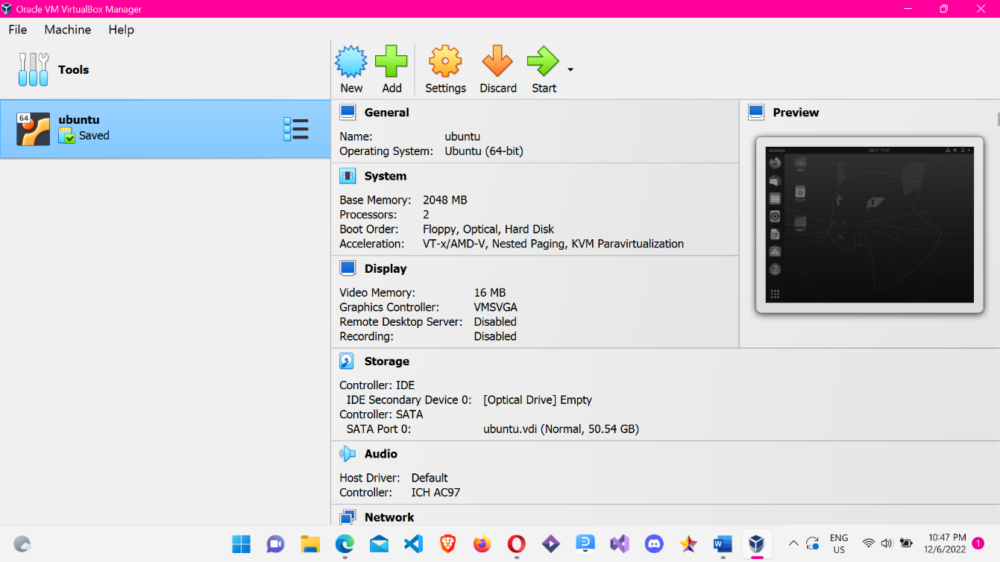 Oracle VM VirtualBox Manager
File Machine Help
Tools
New Add Settings Discard Start
64
ubuntu
Saved
General
Name: ubuntu
Operating System: Ubuntu (64-bit)
System
Base Memory: 2048 MB
Processors: 2
Boot Order: Floppy, Optical, Hard Disk
Acceleration: VT-x/AMD-V, Nested Paging, KVM Paravirtualization
Display
Video Memory: 16 MB
Graphics Controller: VMSVGA
Remote Desktop Server: Disabled
Recording: Disabled
Preview
Storage
Controller: IDE
IDE Secondary Device 0: [Optical Drive] Empty
Controller: SATA
SATA Port 0: ubuntu.vdi (Normal, 50.54 GB)
Audio
Host Driver: Default
Controller: ICH AC97
Network
ENG
US
10:47 PM
12/6/2022
1